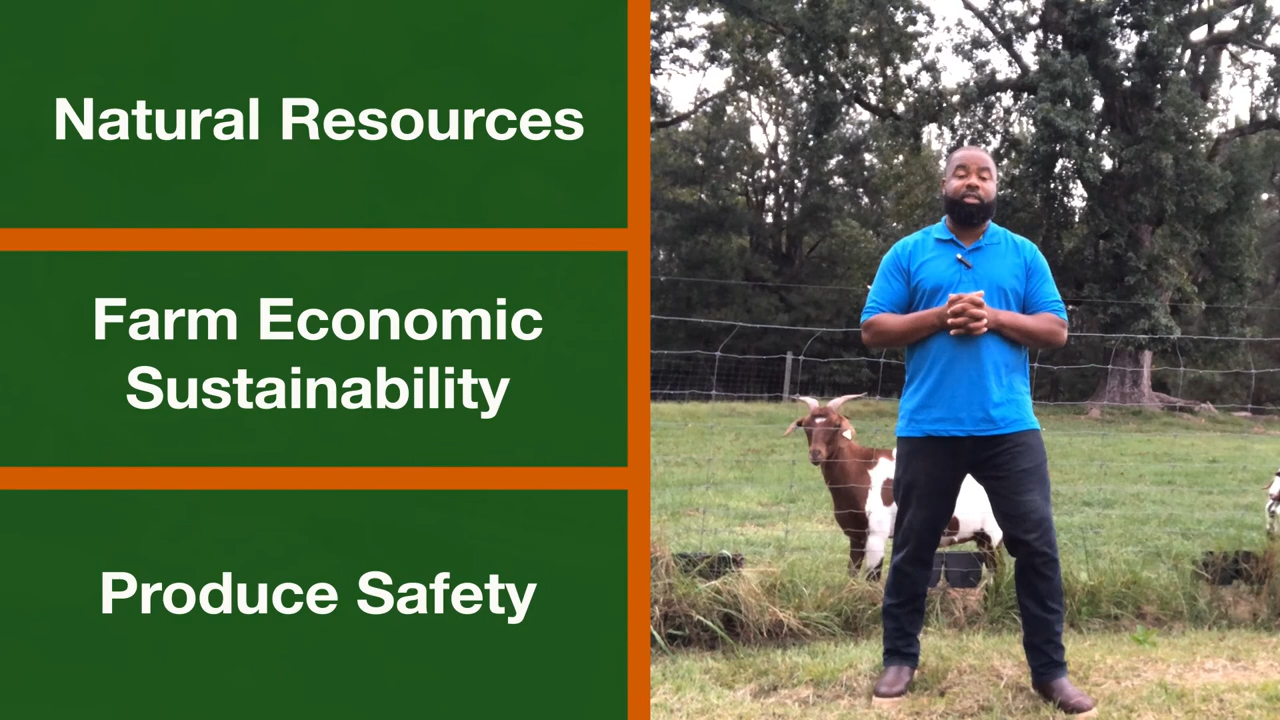 Natural Resources
Farm Economic
Sustainability
Produce Safety